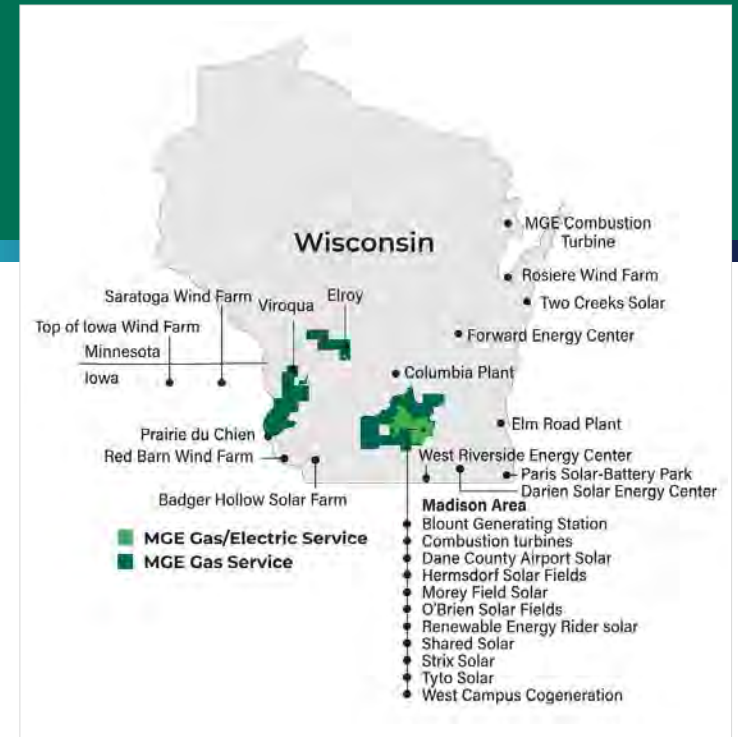 Wisconsin
MGE Combustion
Turbine
Rosiere Wind Farm
Two Creeks Solar
Saratoga Wind Farm
Viroqua
Elroy
Top of Iowa Wind Farm
Minnesota
Iowa
Forward Energy Center
Columbia Plant
Prairie du Chien
Red Barn Wind Farm
Badger Hollow Solar Farm
Elm Road Plant
West Riverside Energy Center
Paris Solar-Battery Park
Darien Solar Energy Center
MGE Gas/Electric Service
MGE Gas Service
Madison Area
Blount Generating Station
Combustion turbines
Dane County Airport Solar
Hermsdorf Solar Fields
Morey Field Solar
O'Brien Solar Fields
Renewable Energy Rider solar
Shared Solar
Strix Solar
Tyto Solar
West Campus Cogeneration